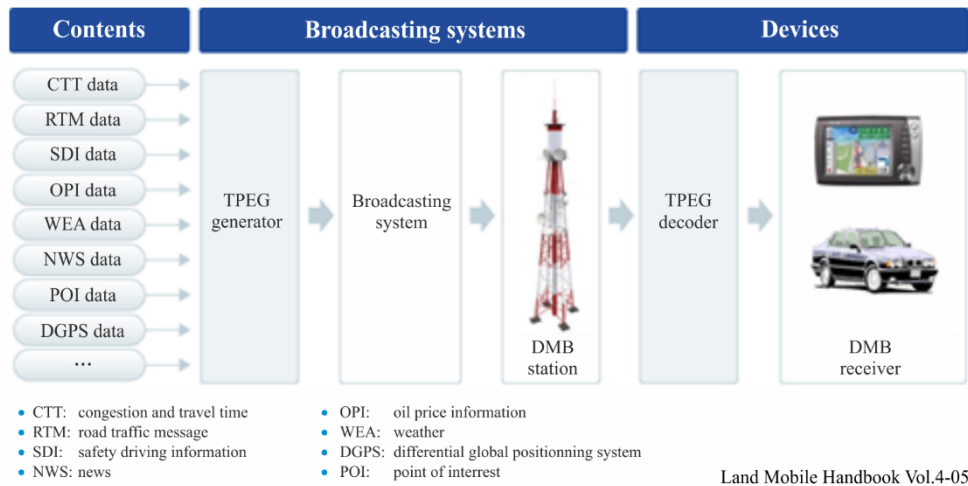 Contents
Broadcasting systems
Devices
CTT data
RTM data
SDI data
OPI data
WEA data
NWS data
POI data
DGPS data
...
TPEG
generator
Broadcasting
system
DMB
station
TPEG
decoder
DMB
receiver
CTT: congestion and travel time
RTM: road traffic message
SDI: safety driving information
NWS: news
OPI: oil price information
WEA: weather
DGPS: differential global positionning system
POI: point of interrest
Land Mobile Handbook Vol.4-05